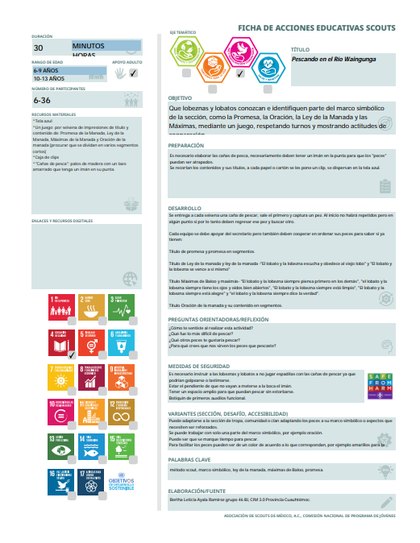 FICHA DE ACCIONES EDUCATIVAS SCOUTS
DURACIÓN
30
MINUTOS
HORAS
RANGO DE EDAD
APOYO ADULTO
6-9 AÑOS
10-13 AÑOS
NÚMERO DE PARTICIPANTES
6-36
RECURSOS MATERIALES
* Tela azul
*Un juego por seisena de impresiones de título y
contenido de Promesa de la manada, Ley de la
Manada, Máximas de la Manada y Oración de la
manada (procurar que se dividan en varios segmentos
cortos)
* Caja de clips
* "Cañas de pesca": palos de madera con un lazo
amarrado que tenga un imán en su punta
ENLACES Y RECURSOS DIGITALES
EJE TEMÁTICO
TÍTULO
Pescando en el Río Waingunga
OBJETIVO
Que lobeznas y lobatos conozcan e identifiquen parte del marco simbólico
de la sección, como la Promesa, la Oración, la Ley de la Manada y las
Máximas, mediante un juego, respetando turnos y mostrando actitudes de
PREPARACIÓN
Es necesario elaborar las cañas de pesca, necesariamente deben tener un imán en la punta para que los "peces"
puedan ser atrapados.
Se recortan los contenidos y sus títulos, a cada papel o cartón se les pone un clip, se dispersan en la tela azul.
DESARROLLO
Se entrega a cada seisena una caña de pescar, sale el primero y captura un pez. Al inicio no habrá repetidos pero en
algún punto si por lo tanto deben regresar ese pez y buscar otro.
Cada equipo se debe apoyar del secretario pero también deben cooperar en ordenar sus peces para saber si ya
tienen:
Título de promesa y promesa en segmentos.
Título de Ley de la manada y ley de la manada "El lobato y la lobezna escucha y obedece al viejo lobo" y "El lobato y
la lobezna se vence a si mismo"
Título Máximas de Baloo y maximás- "El lobato y la lobezna siempre piensa primero en los demás", "el lobato y la
lobezna siempre tiene los ojos y oídos bien abiertos", "El lobato y la lobezna siempre está limpio", "El lobato y la
lobezna siempre esta alegre" y "el lobato y la lobezna siempre dice la verdad"
Título Oración de la manada y su contenido en segmentos.
PREGUNTAS ORIENTADORAS/REFLEXIÓN
¿Cómo te sentiste al realizar esta actividad?
¿Qué fue lo más difícil de pescar?
¿Qué otros peces te gustaría pescar?
¿Para qué crees que nos sirven los peces que pescaste?
MEDIDAS DE SEGURIDAD
Es necesario instruir a las lobeznas y lobatos a no jugar empleando las cañas de pescar ya que
podrían golpearse o lastimarse.
Estar al pendiente de que no vayan a meterse a la boca el imán.
Tener un espacio amplio para que puedan pescar sin estorbarse.
Botiquín de primeros auxilios funcional.
SAFE
FROM
HARM
VARIANTES (SECCIÓN, DESAFÍO, ACCESIBILIDAD)
Puede adaptarse a la sección de tropa, comunidad o clan adaptando los peces a su marco simbólico o aspectos que
les sea necesario reforzar.
Se puede trabajar con solo una parte del marco simbólico, por ejemplo oración.
Puede ser que se marque tiempo para pescar.
Para facilitar los peces pueden ser de un color de acuerdo a lo que correspondan, por ejemplo amarillos para la
PALABRAS CLAVE
método scout, marco simbólico, ley de la manada, máximas de Baloo, promesa.
ELABORACIÓN/FUENTE
Bertha Leticia Ayala Ramírez grupo 46 BJ, CIM 2.0 Provincia Cuauhtémoc.
ASOCIACIÓN DE SCOUTS DE MÉXICO, A.C., COMISIÓN NACIONAL DE PROGRAMA SCOUT